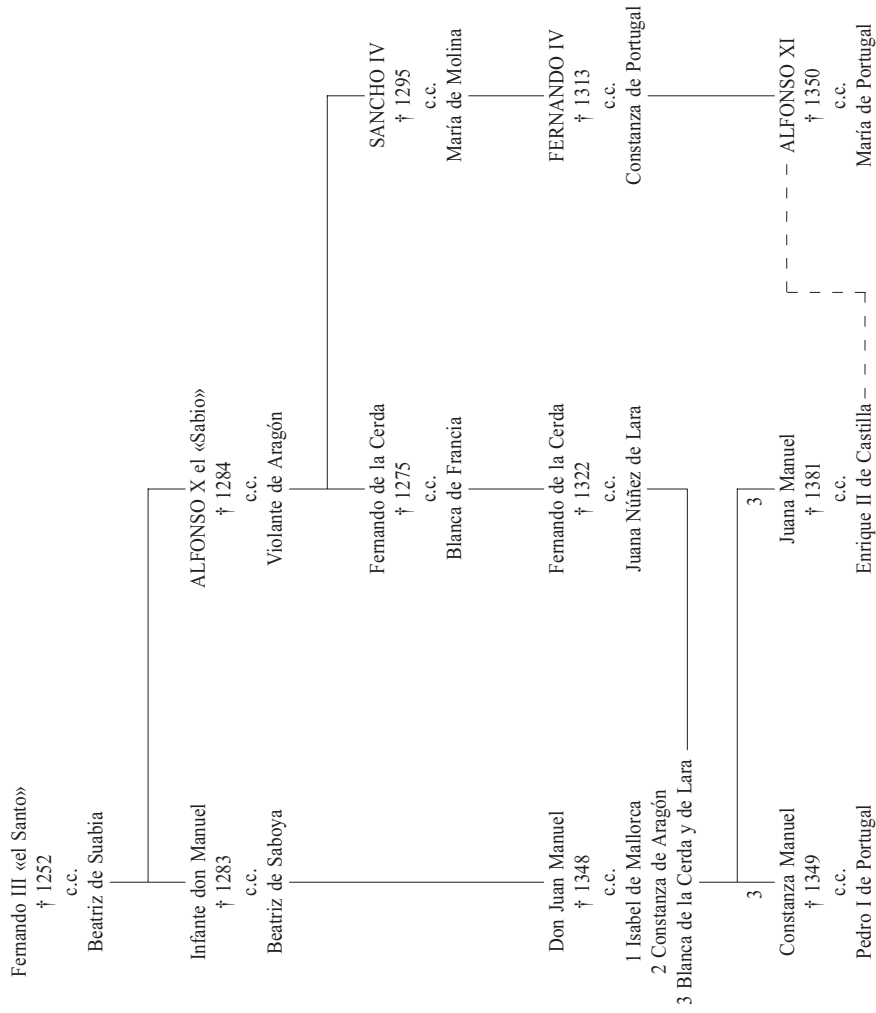 Fernando III «el Santo»
† 1252
c.c.
Beatriz de Suabia
Infante don Manuel
† 1283
c.c.
Beatriz de Saboya
ALFONSO X el «Sabio»
† 1284
c.c.
Violante de Aragón
Fernando de la Cerda
† 1275
c.c.
Blanca de Francia
SANCHO IV
† 1295
c.c.
María de Molina
Fernando de la Cerda
† 1322
c.c.
Juana Núñez de Lara
FERNANDO IV
† 1313
c.c.
Constanza de Portugal
Don Juan Manuel
† 1348
c.c.
1 Isabel de Mallorca
2 Constanza de Aragón
3 Blanca de la Cerda y de Lara
3
Constanza Manuel
† 1349
c.c.
Pedro I de Portugal
3
Juana Manuel
† 1381
c.c.
Enrique II de Castilla
ALFONSO XI
† 1350
c.c.
María de Portugal